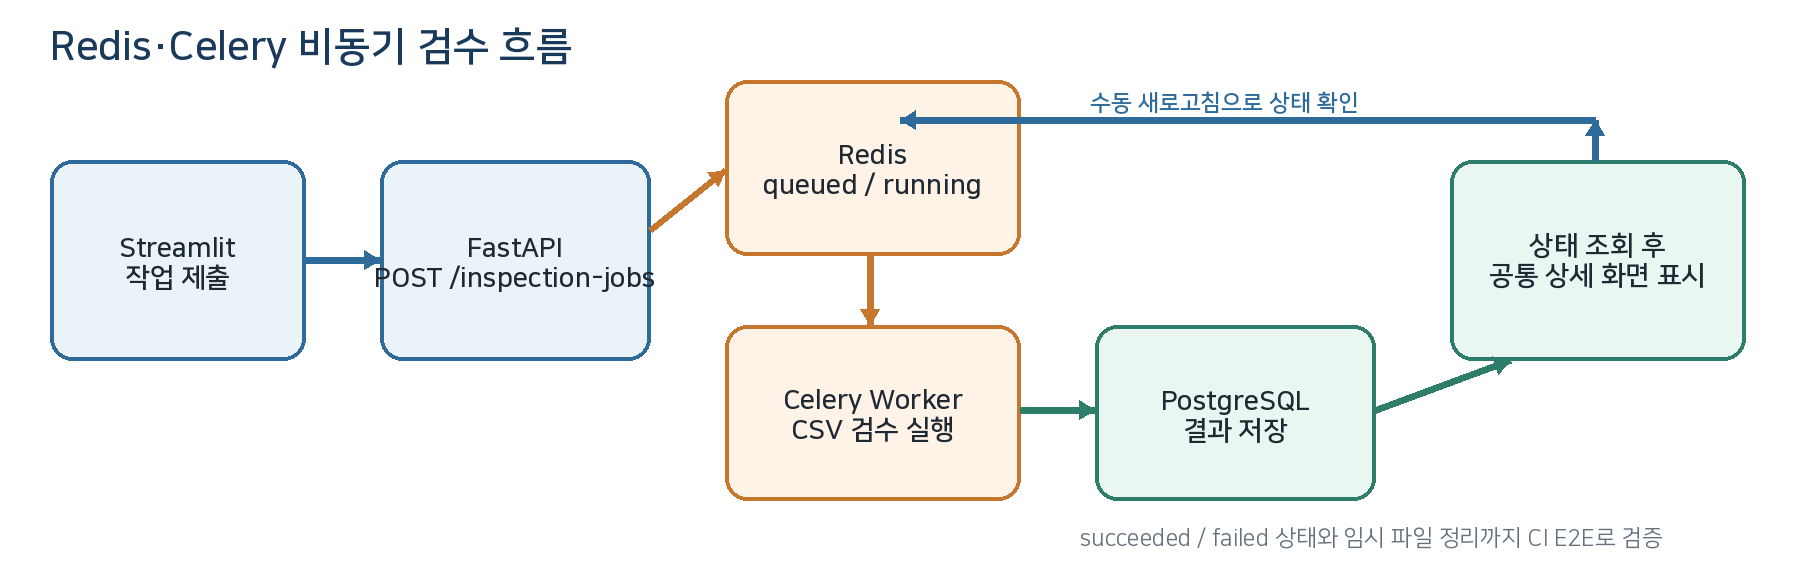 Redis·Celery 비동기 검수 흐름
수동 새로고침으로 상태 확인
Redis
queued / running
Streamlit
작업 제출
FastAPI
POST /inspection-jobs
상태 조회 후
공통 상세 화면 표시
Celery Worker
CSV 검수 실행
PostgreSQL
결과 저장
succeeded / failed 상태와 임시 파일 정리까지 CI E2E로 검증